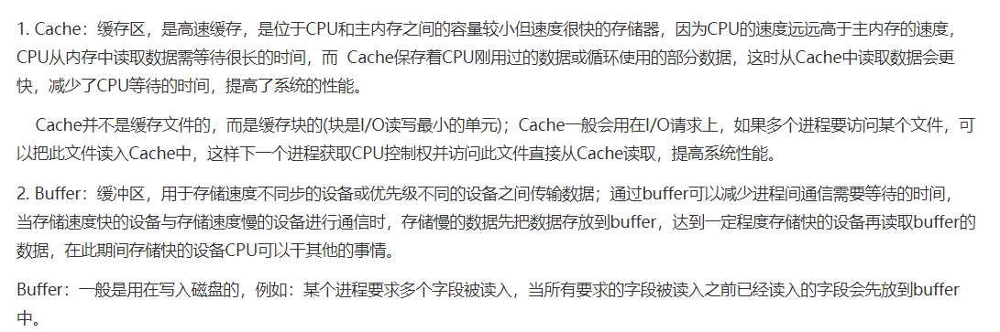 1. Cache：缓存区，是高速缓存，是位于CPU和主内存之间的容量较小但速度很快的存储器，因为CPU的速度远远高于主内存的速度，
CPU从内存中读取数据需等待很长的时间，而  Cache保存着CPU刚用过的数据或循环使用的部分数据，这时从Cache中读取数据会更
快，减少了CPU等待的时间，提高了系统的性能。
Cache并不是缓存文件的，而是缓存块的(块是I/O读写最小的单元)；Cache一般会用在I/O请求上，如果多个进程要访问某个文件，可
以把此文件读入Cache中，这样下一个进程获取CPU控制权并访问此文件直接从Cache读取，提高系统性能。
2. Buffer：缓冲区，用于存储速度不同步的设备或优先级不同的设备之间传输数据；通过buffer可以减少进程间通信需要等待的时间，
当存储速度快的设备与存储速度慢的设备进行通信时，存储慢的数据先把数据存放到buffer，达到一定程度存储快的设备再读取buffer的
数据，在此期间存储快的设备CPU可以干其他的事情。
Buffer：一般是用在写入磁盘的，例如：某个进程要求多个字段被读入，当所有要求的字段被读入之前已经读入的字段会先放到buffer
中。